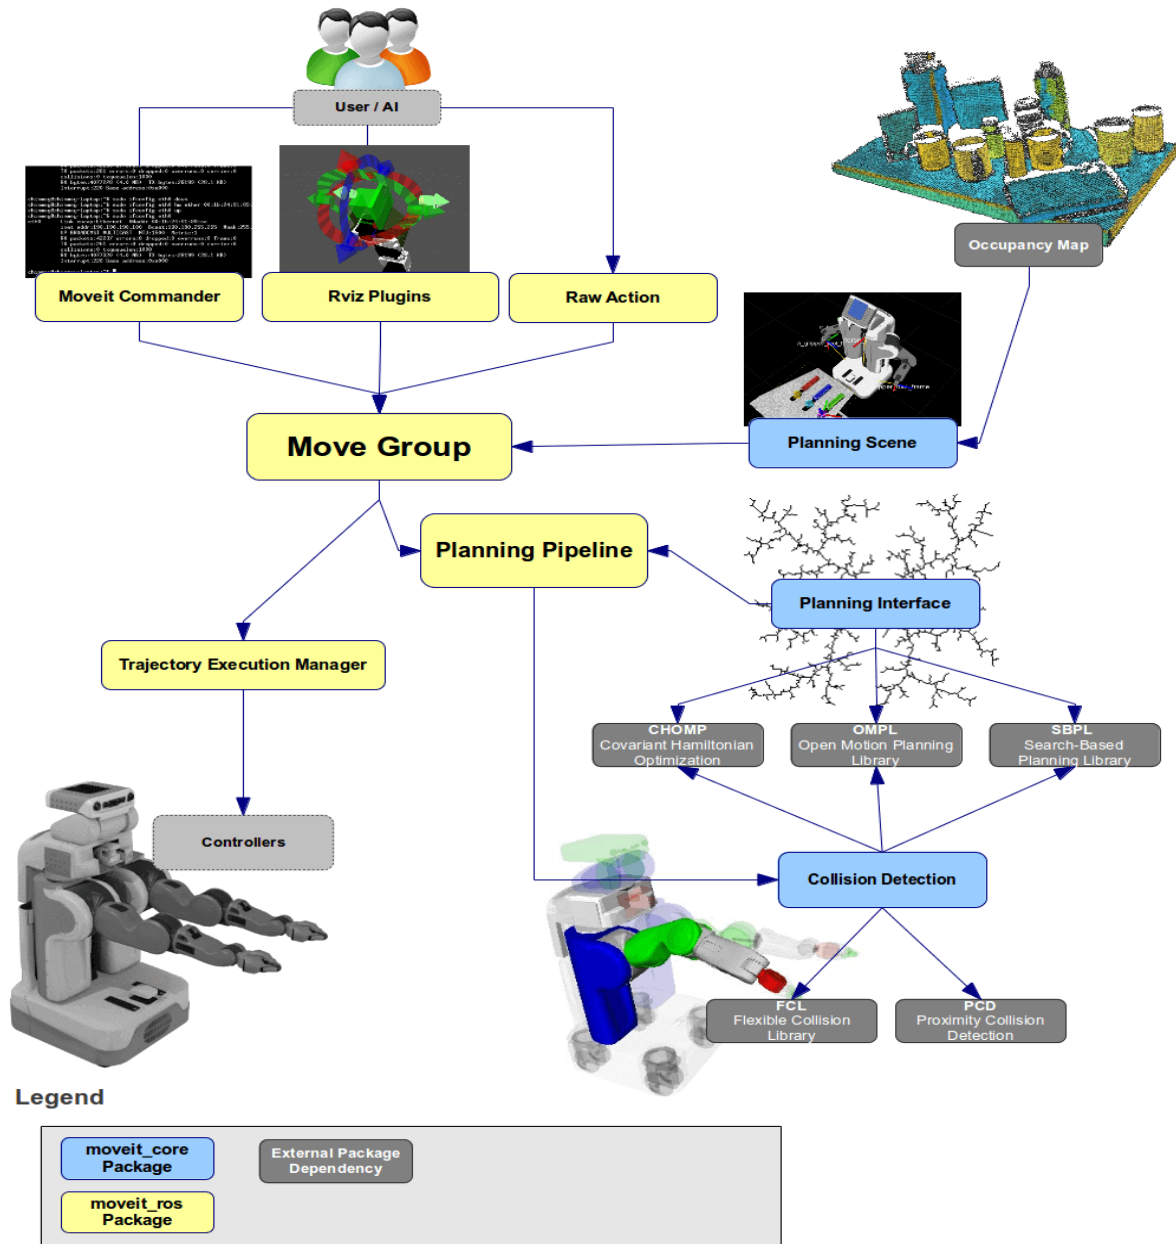 User / AI
Occupancy Map
Moveit Commander
Rviz Plugins
Raw Action
Move Group
Planning Scene
Planning Pipeline
Planning Interface
Trajectory Execution Manager
CHOMP
Covariant Hamiltonian
Optimization
OMPL
Open Motion Planning
Library
SBPL
Search-Based
Planning Library
Controllers
Collision Detection
FCL
Flexible Collision
Library
PCD
Proximity Collision
Detection
Legend
moveit_core
Package
External Package
Dependency
moveit_ros
Package